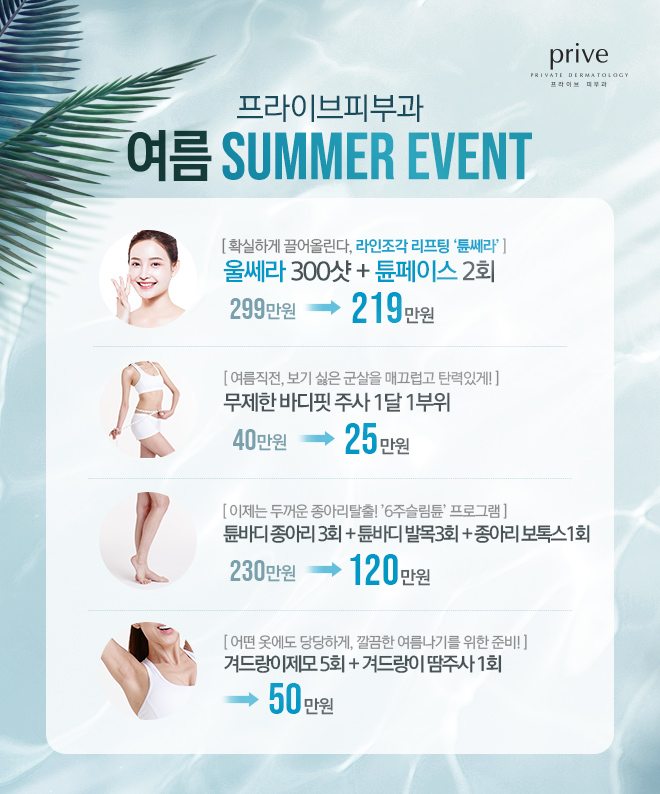 prive
PRIVATE DERMATOLOGY
프라이브 피부과
프라이브피부과
여름 SUMMER EVENT
[ 확실하게 끌어올린다, 라인조각 리프팅 '튠쎄라' ]
울쎄라 300샷 + 튠페이스 2회
299만원 219만원
[ 여름직전, 보기 싫은 군살을 매끄럽고 탄력있게! ]
무제한 바디핏 주사 1달 1부위
40만원 25만원
[ 이제는 두꺼운 종아리탈출! '6주슬림튠' 프로그램 ]
튠바디 종아리 3회 + 튠바디 발목3회 + 종아리 보톡스1회
230만원 120만원
[ 어떤 옷에도 당당하게, 깔끔한 여름나기를 위한 준비! ]
겨드랑이제모 5회 + 겨드랑이 땀주사 1회
50만원